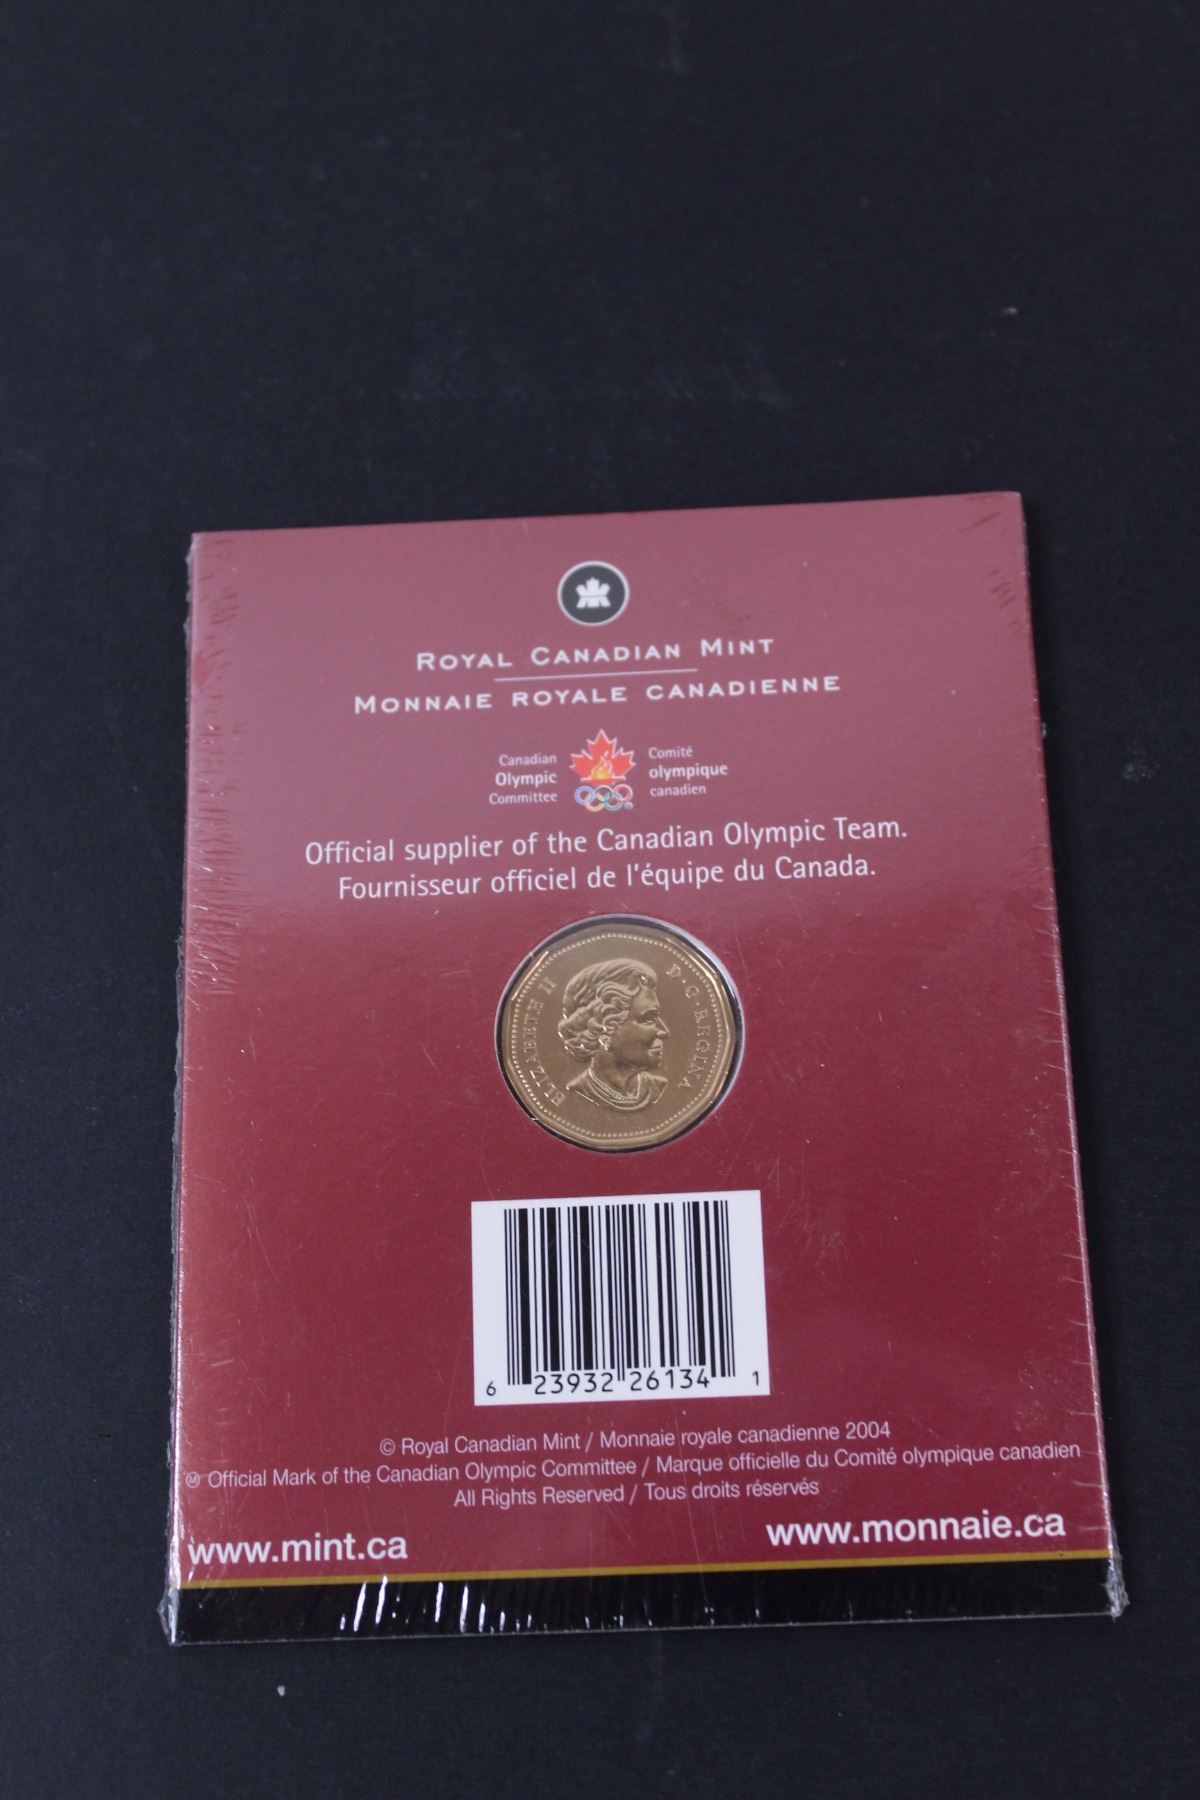 ROYAL CANADIAN MINT
MONNAIE ROYALE CANADIENNE
Canadian
Olympic
Committee
Comité
olympique
canadien
Official supplier of the Canadian Olympic Team.
Fournisseur officiel de l'équipe du Canada.
ELIZABETH II D·G·REGINA
6 23932 26134 1
© Royal Canadian Mint / Monnaie royale canadienne 2004
Ⓜ Official Mark of the Canadian Olympic Committee / Marque officielle du Comité olympique canadien
All Rights Reserved / Tous droits réservés
www.mint.ca
www.monnaie.ca